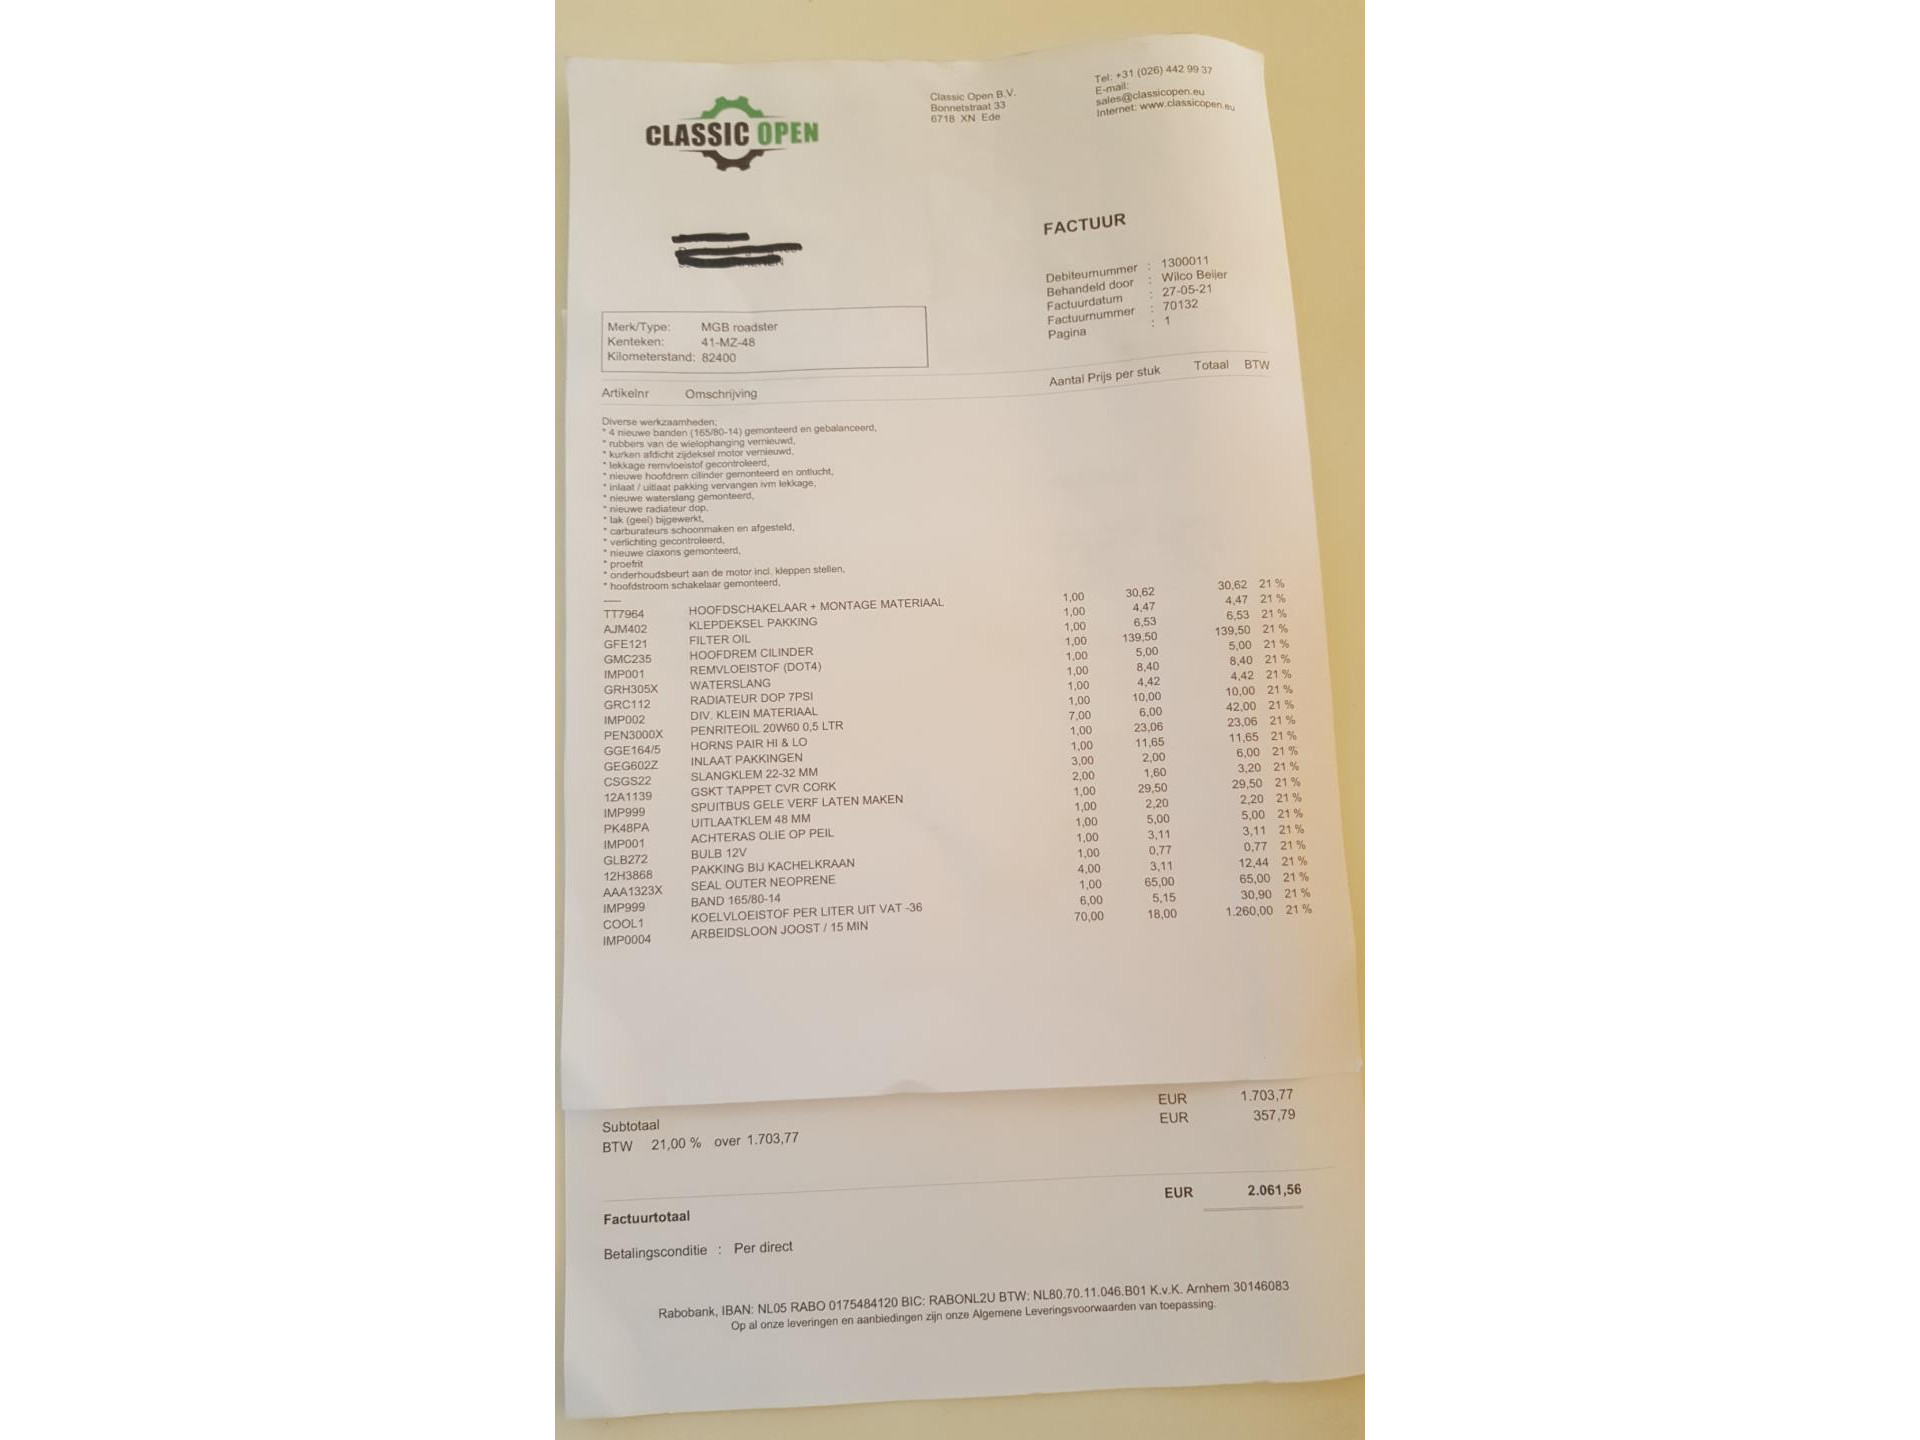 CLASSIC OPEN
Classic Open B.V.
Bonnetstraat 33
6718 XN Ede
Tel: +31 (026) 442 99 37
E-mail:
sales@classicopen.eu
Internet: www.classicopen.eu
FACTUUR
Debiteurnummer : 1300011
Behandeld door : Wilco Beijer
Factuurdatum : 27-05-21
Factuurnummer : 70132
Pagina : 1
Merk/Type: MGB roadster
Kenteken: 41-MZ-48
Kilometerstand: 82400
Artikelnr Omschrijving Aantal Prijs per stuk Totaal BTW
Diverse werkzaamheden;
* 4 nieuwe banden (165/80-14) gemonteerd en gebalanceerd,
* rubbers van de wielophanging vernieuwd,
* kurken afdicht zijdeksel motor vernieuwd,
* lekkage remvloeistof gecontroleerd,
* nieuwe hoofdrem cilinder gemonteerd en ontlucht,
* inlaat / uitlaat pakking vervangen ivm lekkage,
* nieuwe waterslang gemonteerd,
* nieuwe radiateur dop,
* lak (geel) bijgewerkt,
* carburateurs schoonmaken en afgesteld,
* verlichting gecontroleerd,
* nieuwe claxons gemonteerd,
* proefrit
* onderhoudsbeurt aan de motor incl. kleppen stellen,
* hoofdstroom schakelaar gemonteerd,
TT7964 HOOFDSCHAKELAAR + MONTAGE MATERIAAL 1,00 30,62 30,62 21 %
AJM402 KLEPDEKSEL PAKKING 1,00 4,47 4,47 21 %
GFE121 FILTER OIL 1,00 6,53 6,53 21 %
GMC235 HOOFDREM CILINDER 1,00 139,50 139,50 21 %
IMP001 REMVLOEISTOF (DOT4) 1,00 5,00 5,00 21 %
GRH305X WATERSLANG 1,00 8,40 8,40 21 %
GRC112 RADIATEUR DOP 7PSI 1,00 4,42 4,42 21 %
IMP002 DIV. KLEIN MATERIAAL 1,00 10,00 10,00 21 %
PEN3000X PENRITEOIL 20W60 0,5 LTR 7,00 6,00 42,00 21 %
GGE164/5 HORNS PAIR HI & LO 1,00 23,06 23,06 21 %
GEG602Z INLAAT PAKKINGEN 1,00 11,65 11,65 21 %
CSGS22 SLANGKLEM 22-32 MM 3,00 2,00 6,00 21 %
12A1139 GSKT TAPPET CVR CORK 2,00 1,60 3,20 21 %
IMP999 SPUITBUS GELE VERF LATEN MAKEN 1,00 29,50 29,50 21 %
PK48PA UITLAATKLEM 48 MM 1,00 2,20 2,20 21 %
IMP001 ACHTERAS OLIE OP PEIL 1,00 5,00 5,00 21 %
GLB272 BULB 12V 1,00 3,11 3,11 21 %
12H3868 PAKKING BIJ KACHELKRAAN 1,00 0,77 0,77 21 %
AAA1323X SEAL OUTER NEOPRENE 4,00 3,11 12,44 21 %
IMP999 BAND 165/80-14 1,00 65,00 65,00 21 %
COOL1 KOELVLOEISTOF PER LITER UIT VAT -36 6,00 5,15 30,90 21 %
IMP0004 ARBEIDSLOON JOOST / 15 MIN 70,00 18,00 1.260,00 21 %
Subtotaal EUR 1.703,77
BTW 21,00 % over 1.703,77 EUR 357,79
Factuurtotaal EUR 2.061,56
Betalingsconditie : Per direct
Rabobank, IBAN: NL05 RABO 0175484120 BIC: RABONL2U BTW: NL80.70.11.046.B01 K.v.K. Arnhem 30146083
Op al onze leveringen en aanbiedingen zijn onze Algemene Leveringsvoorwaarden van toepassing.